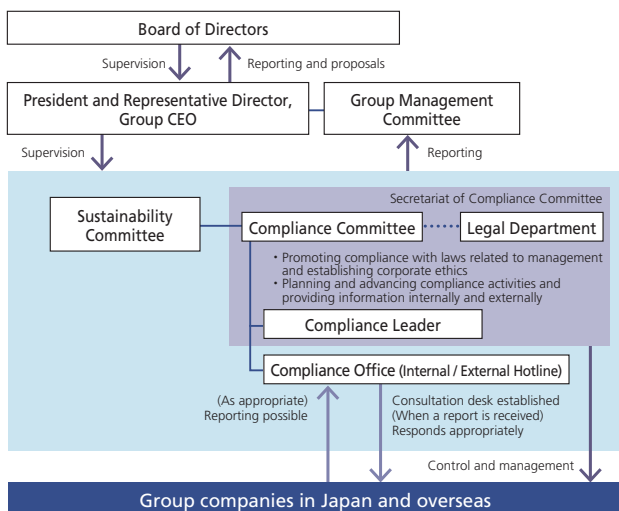 Board of Directors
Supervision
Reporting and proposals
President and Representative Director,
Group CEO
Group Management
Committee
Supervision
Reporting
Secretariat of Compliance Committee
Sustainability
Committee
Compliance Committee
Legal Department
• Promoting compliance with laws related to management
and establishing corporate ethics
• Planning and advancing compliance activities and
providing information internally and externally
Compliance Leader
Compliance Office (Internal / External Hotline)
(As appropriate)
Reporting possible
Consultation desk established
(When a report is received)
Responds appropriately
Control and management
Group companies in Japan and overseas